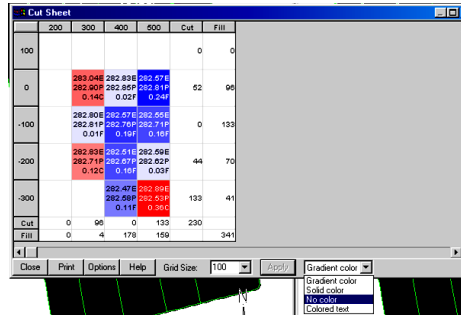 Cut Sheet
200 300 400 500 Cut Fill
100 0 0
283.04E 282.83E 282.57E
0 282.90P 282.85P 282.81P 52 96
0.14C 0.02F 0.24F
282.80E 282.57E 282.55E
-100 282.81P 282.76P 282.71P 0 133
0.01F 0.19F 0.16F
282.83E 282.51E 282.59E
-200 282.71P 282.67P 282.62P 44 70
0.12C 0.16F 0.03F
282.47E 282.89E
-300 282.58P 282.53P 133 41
0.11F 0.36C
Cut 0 96 0 133 230
Fill 0 4 178 159 341
Close Print Options Help Grid Size: 100 Apply Gradient color
Gradient color
Solid color
No color
Colored text
N